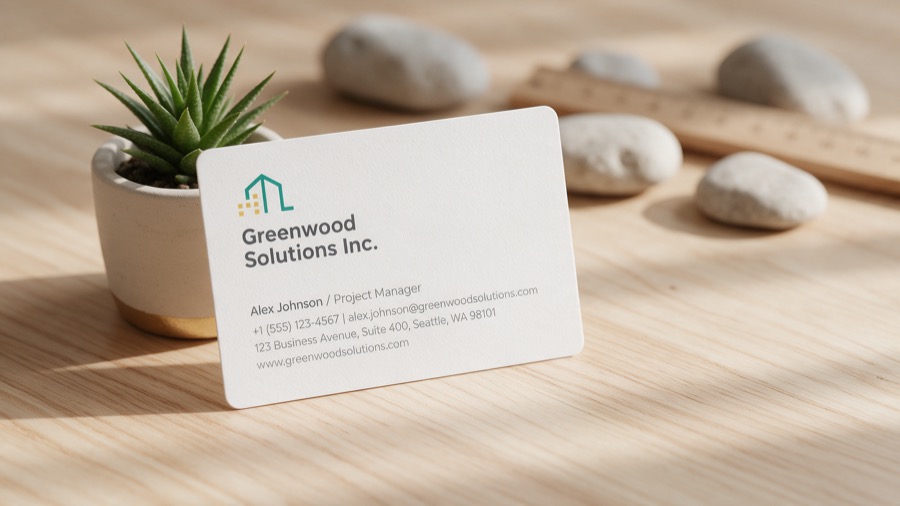 Greenwood
Solutions Inc.
Alex Johnson / Project Manager
+1 (555) 123-4567 | alex.johnson@greenwoodsolutions.com
123 Business Avenue, Suite 400, Seattle, WA 98101
www.greenwoodsolutions.com